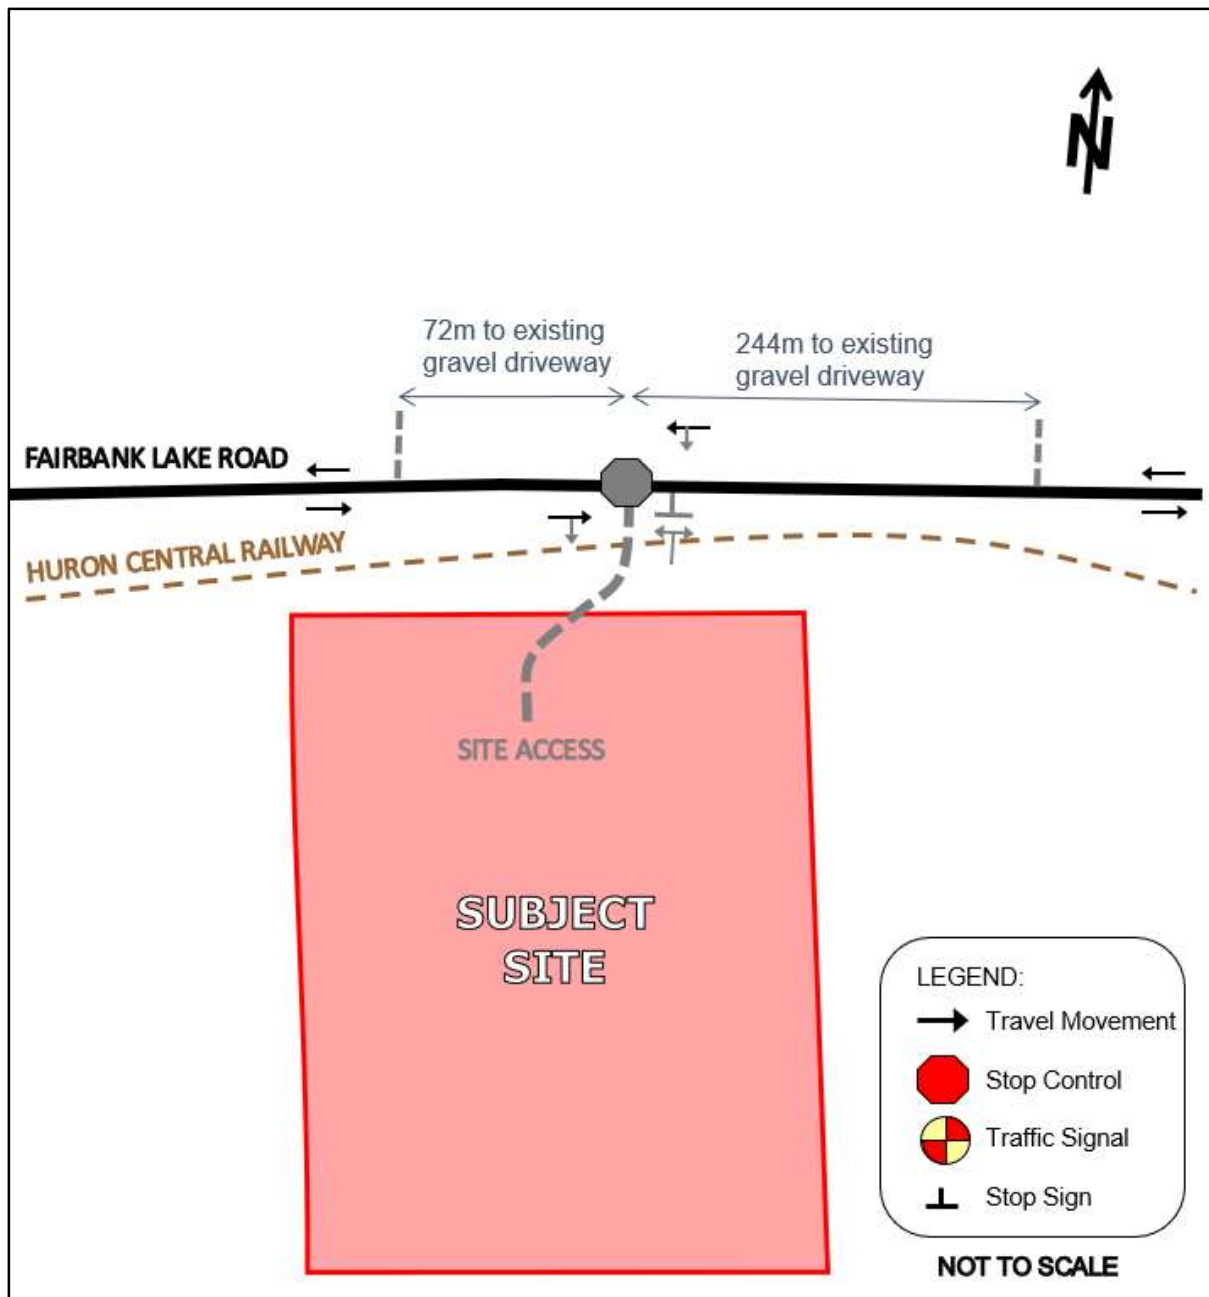 N
72m to existing
gravel driveway
244m to existing
gravel driveway
FAIRBANK LAKE ROAD
HURON CENTRAL RAILWAY
SITE ACCESS
SUBJECT
SITE
LEGEND:
Travel Movement
Stop Control
Traffic Signal
Stop Sign
NOT TO SCALE